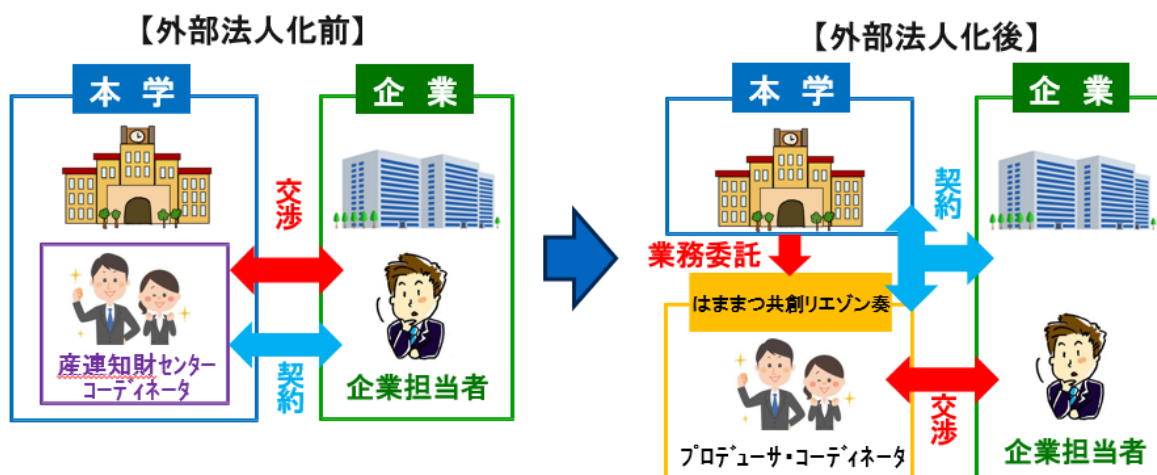 【外部法人化前】
本学
企業
交渉
産連知財センター
コーディネータ
契約
企業担当者
【外部法人化後】
本学
企業
契約
業務委託
はままつ共創リエゾン奏
プロデューサ・コーディネータ
交渉
企業担当者